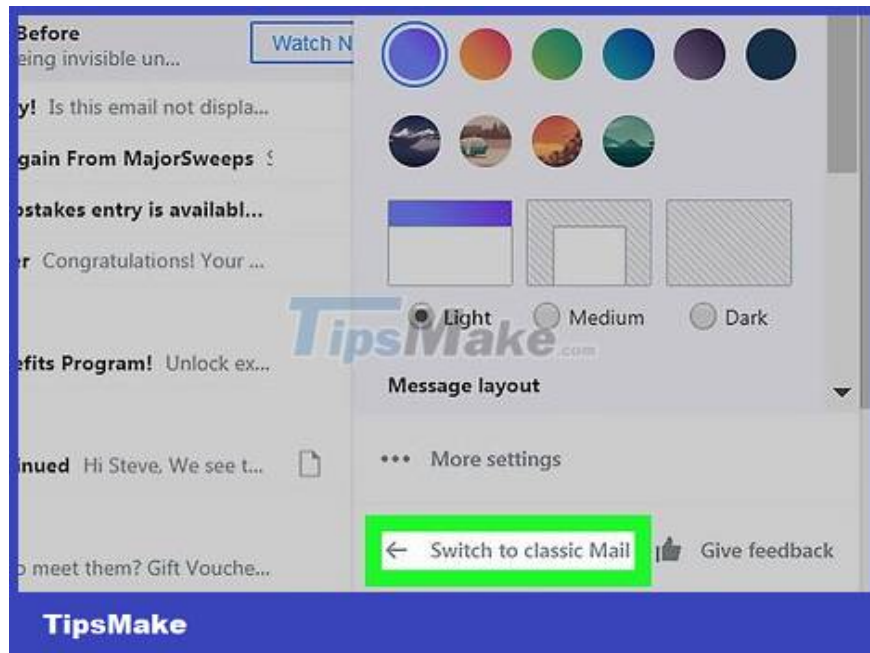 Before
eing invisible un...
Watch N
y! Is this email not displa...
gain From MajorSweeps S
ostakes entry is availabl...
er Congratulations! Your ...
Light Medium Dark
TipsMake.com
efits Program! Unlock ex...
Message layout
More settings
inued Hi Steve, We see t...
Switch to classic Mail
Give feedback
o meet them? Gift Vouche...
TipsMake